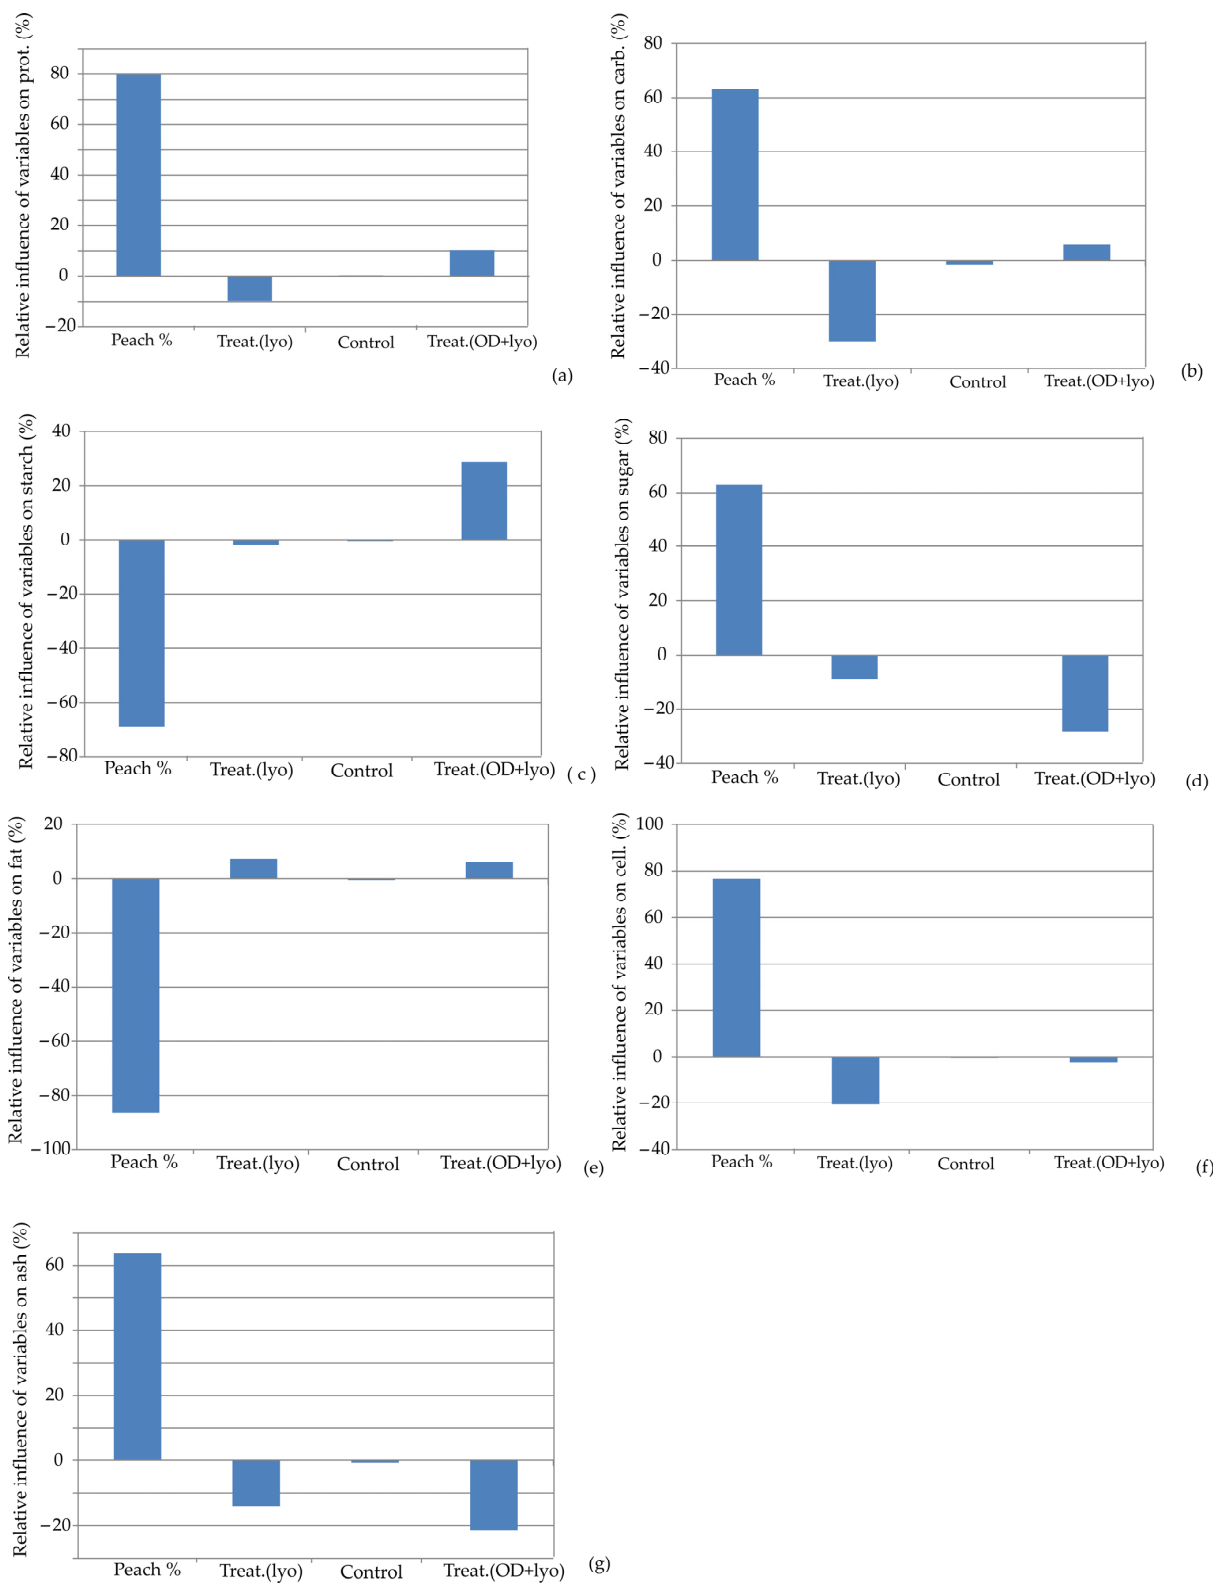 Relative influence of variables on prot. (%)
80
60
40
20
0
−20
Peach % Treat.(lyo) Control Treat.(OD+lyo)
(a)
Relative influence of variables on carb. (%)
80
60
40
20
0
−20
−40
Peach % Treat.(lyo) Control Treat.(OD+lyo)
(b)
Relative influence of variables on starch (%)
40
20
0
−20
−40
−60
−80
Peach % Treat.(lyo) Control Treat.(OD+lyo)
( c )
Relative influence of variables on sugar (%)
80
60
40
20
0
−20
−40
Peach % Treat.(lyo) Control Treat.(OD+lyo)
(d)
Relative influence of variables on fat (%)
20
0
−20
−40
−60
−80
−100
Peach % Treat.(lyo) Control Treat.(OD+lyo)
(e)
Relative influence of variables on cell. (%)
100
80
60
40
20
0
−20
−40
Peach % Treat.(lyo) Control Treat.(OD+lyo)
(f)
Relative influence of variables on ash (%)
60
40
20
0
−20
Peach % Treat.(lyo) Control Treat.(OD+lyo)
(g)